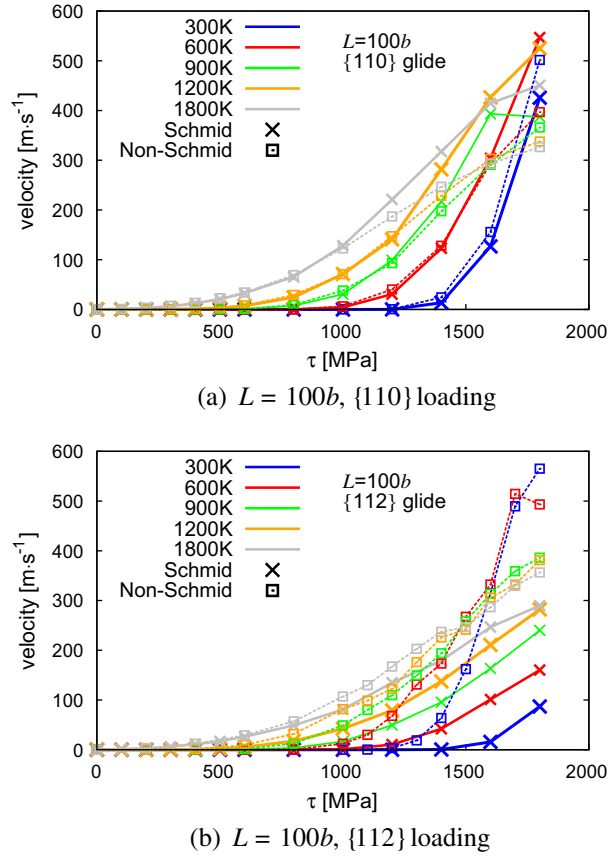 600
500
400
300
200
100
0
velocity [m·s⁻¹]
300K
600K
900K
1200K
1800K
Schmid
Non-Schmid
L=100b
{110} glide
0 500 1000 1500 2000
τ [MPa]
(a) L = 100b, {110} loading
600
500
400
300
200
100
0
velocity [m·s⁻¹]
300K
600K
900K
1200K
1800K
Schmid
Non-Schmid
L=100b
{112} glide
0 500 1000 1500 2000
τ [MPa]
(b) L = 100b, {112} loading